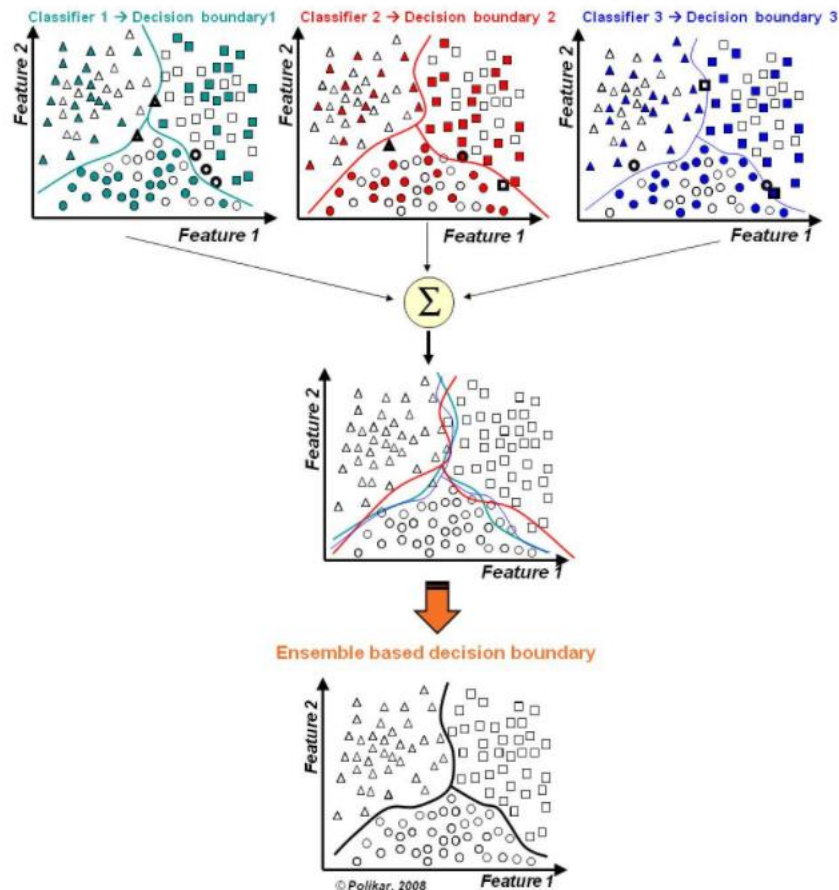 Classifier 1 → Decision boundary1
Classifier 2 → Decision boundary 2
Classifier 3 → Decision boundary 3
Feature 2
Feature 1
Feature 2
Feature 1
Feature 2
Feature 1
Σ
Feature 2
Feature 1
Ensemble based decision boundary
Feature 2
Feature 1
© Polikar, 2008